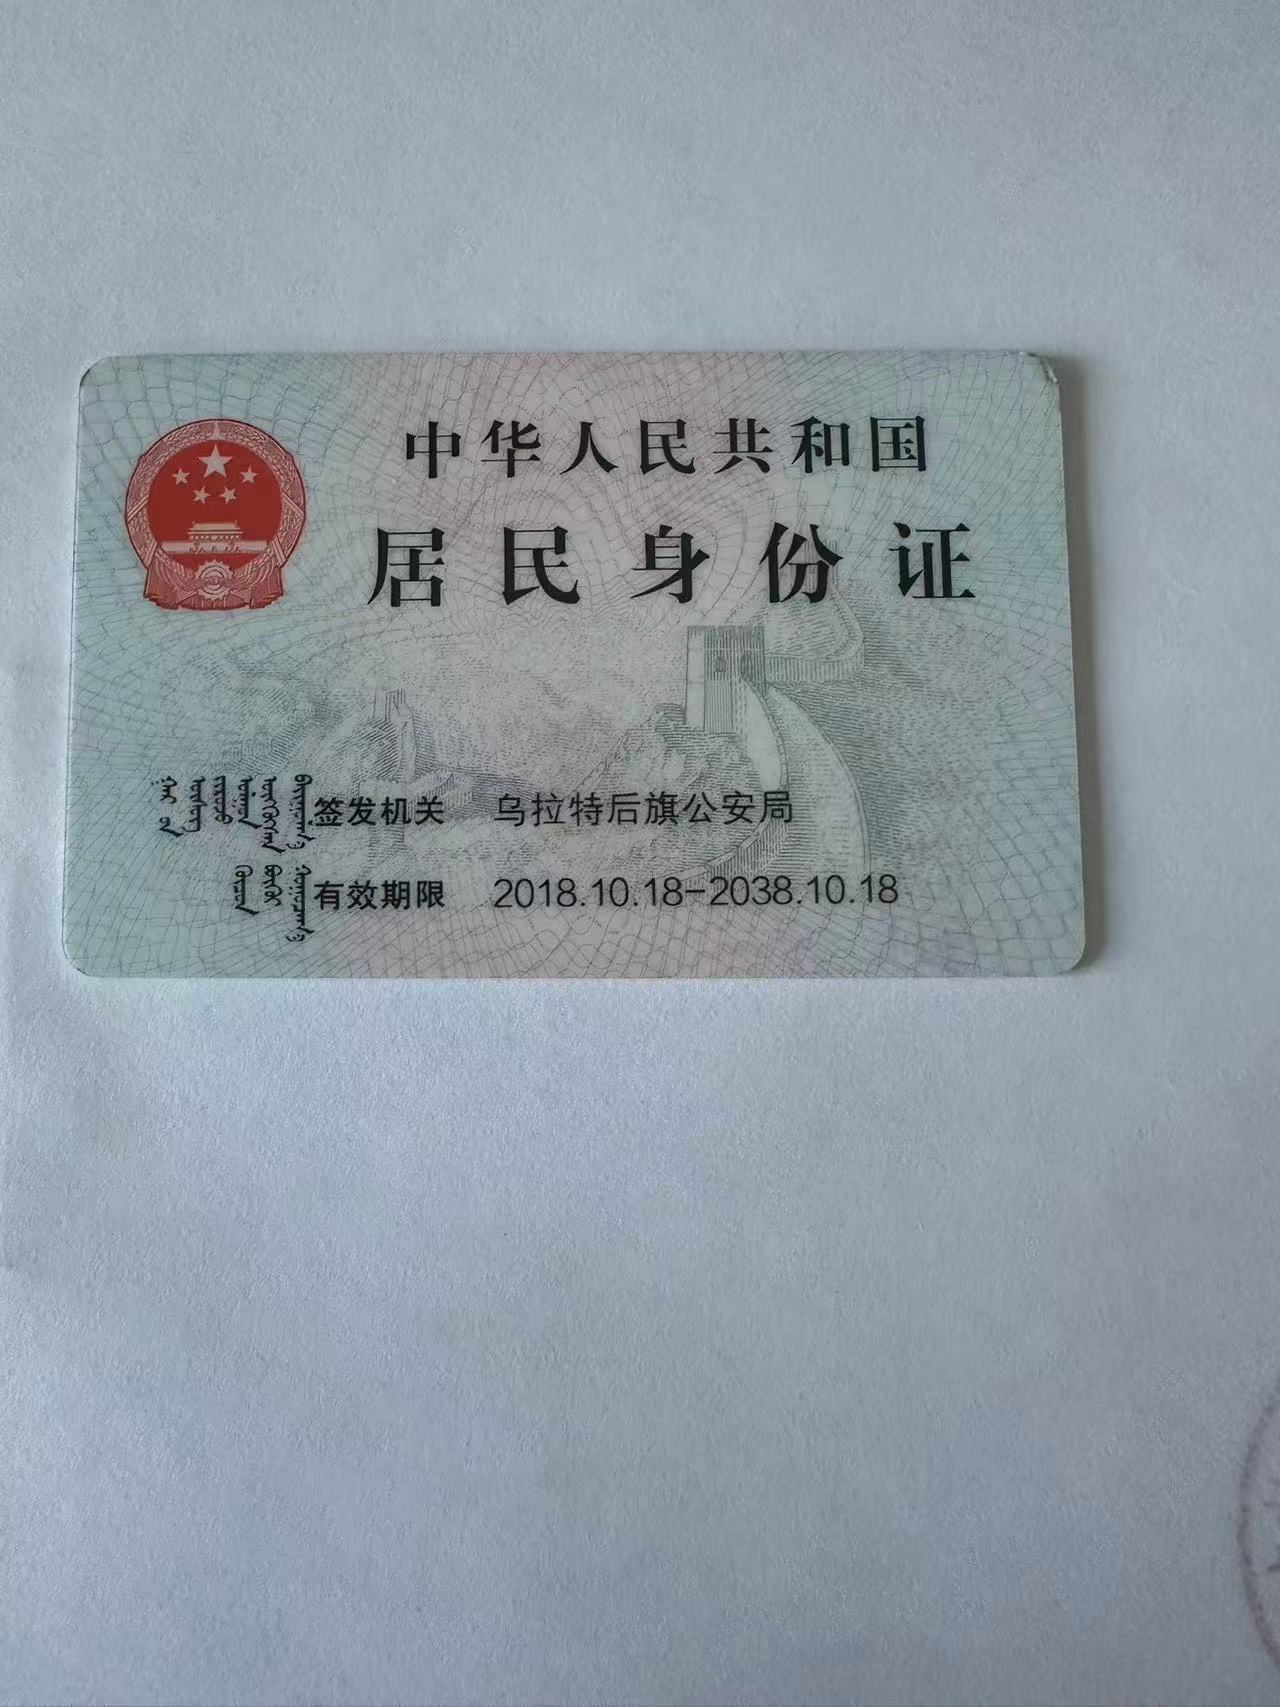 中华人民共和国
居民身份证
签发机关 乌拉特后旗公安局
有效期限 2018.10.18-2038.10.18